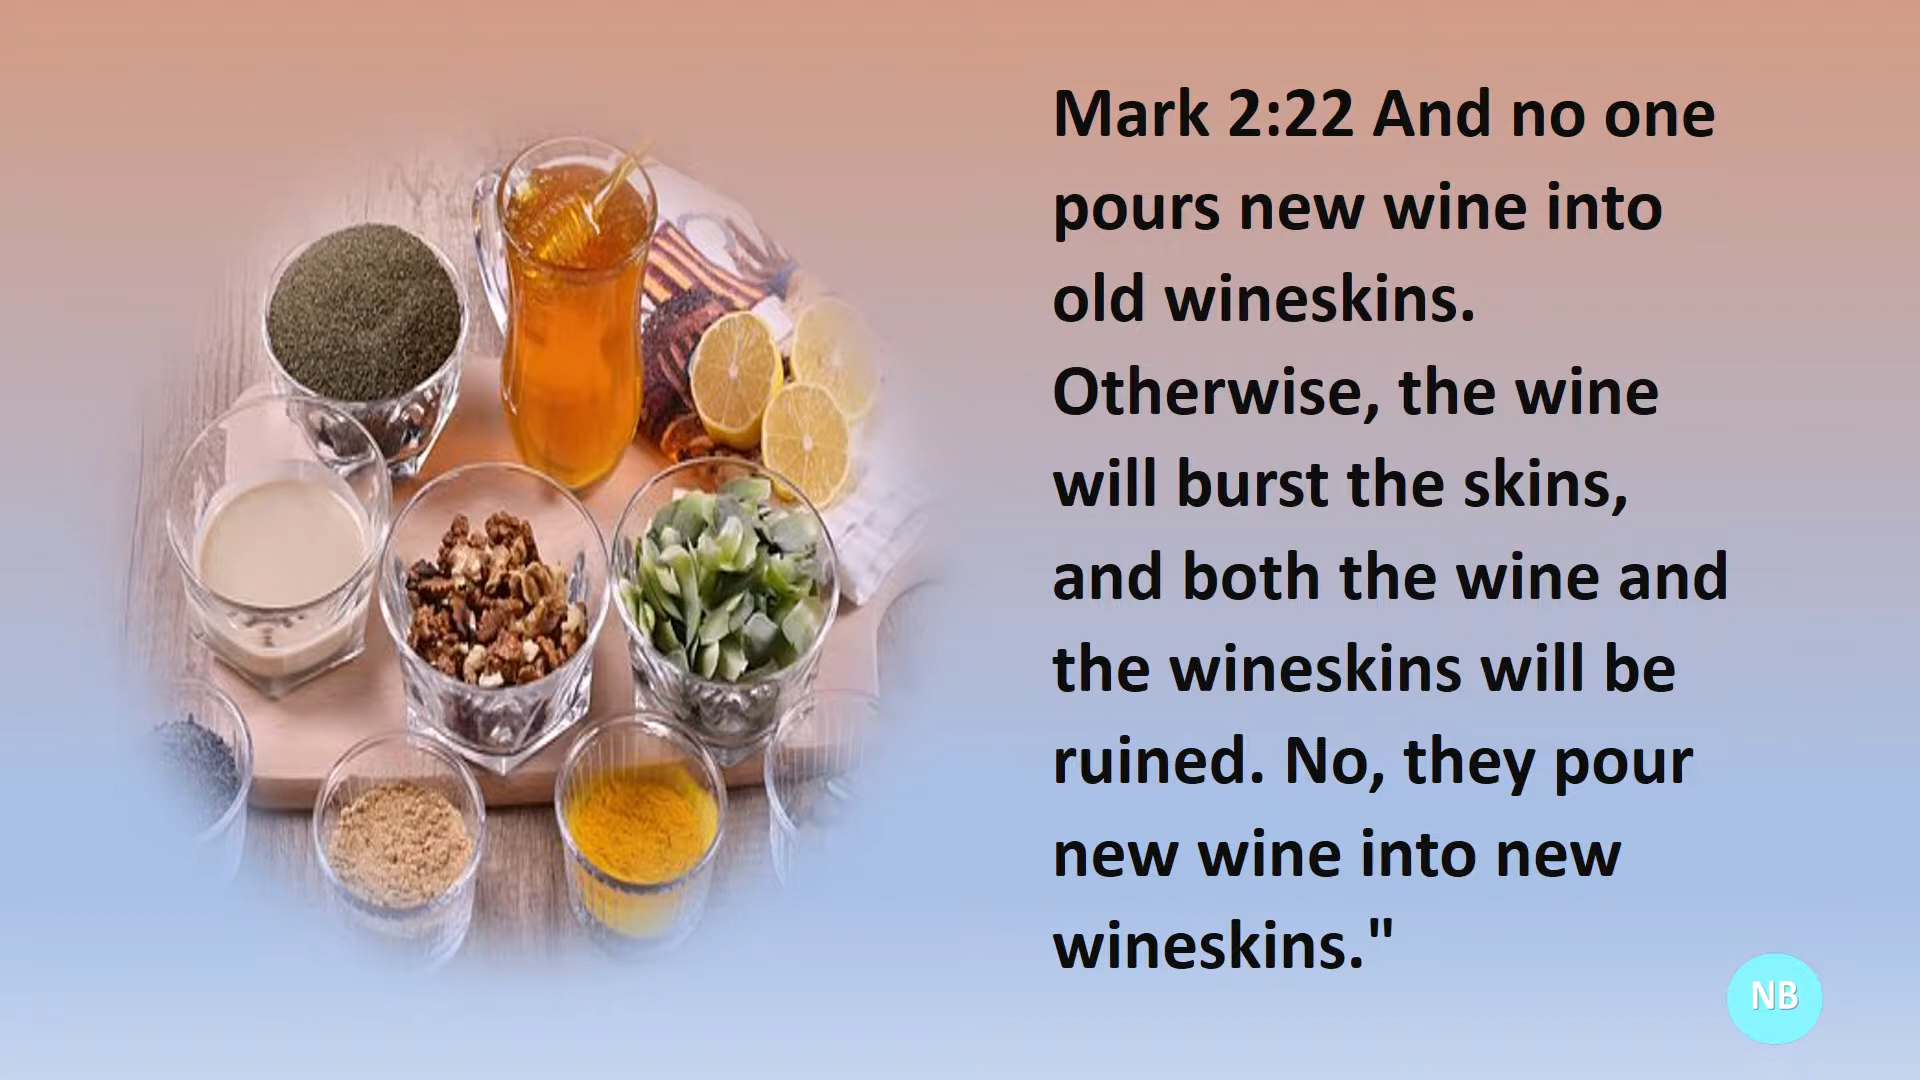 Mark 2:22 And no one
pours new wine into
old wineskins.
Otherwise, the wine
will burst the skins,
and both the wine and
the wineskins will be
ruined. No, they pour
new wine into new
wineskins."
NB